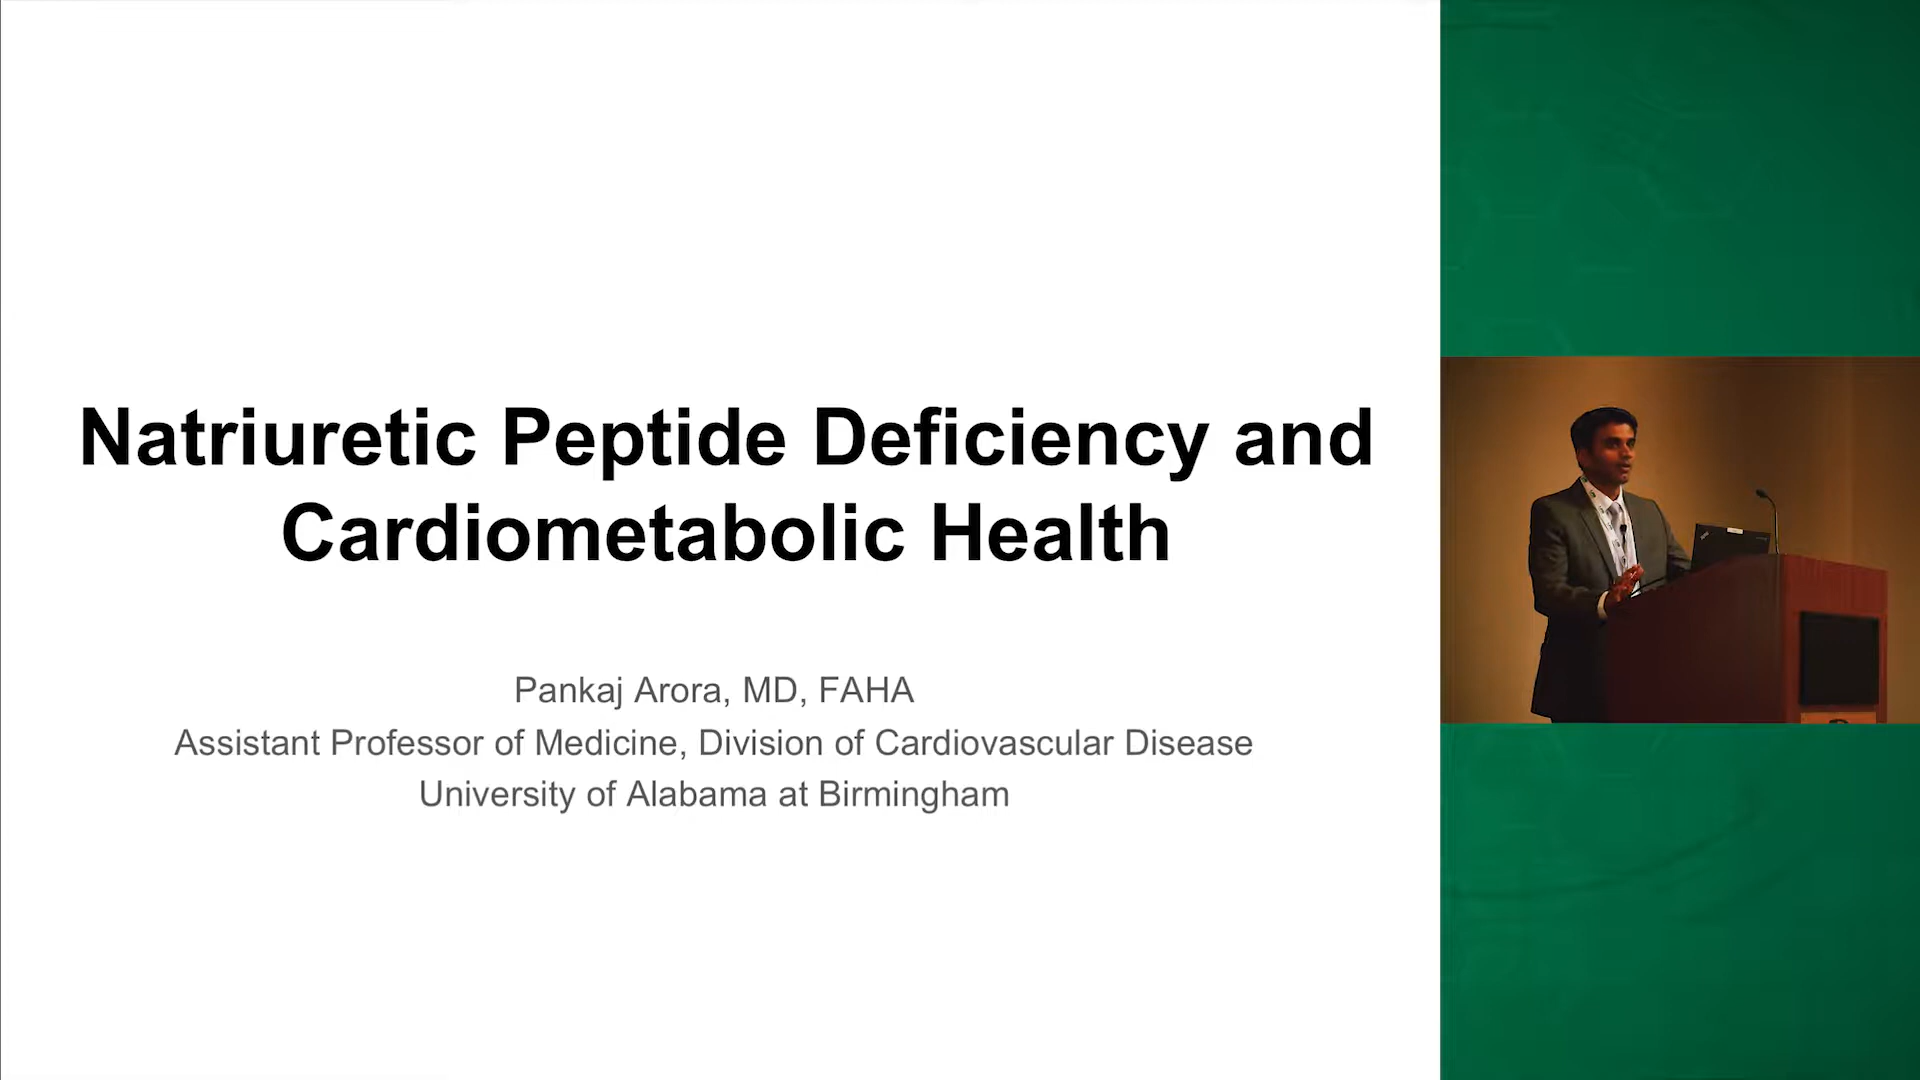 Natriuretic Peptide Deficiency and
Cardiometabolic Health
Pankaj Arora, MD, FAHA
Assistant Professor of Medicine, Division of Cardiovascular Disease
University of Alabama at Birmingham